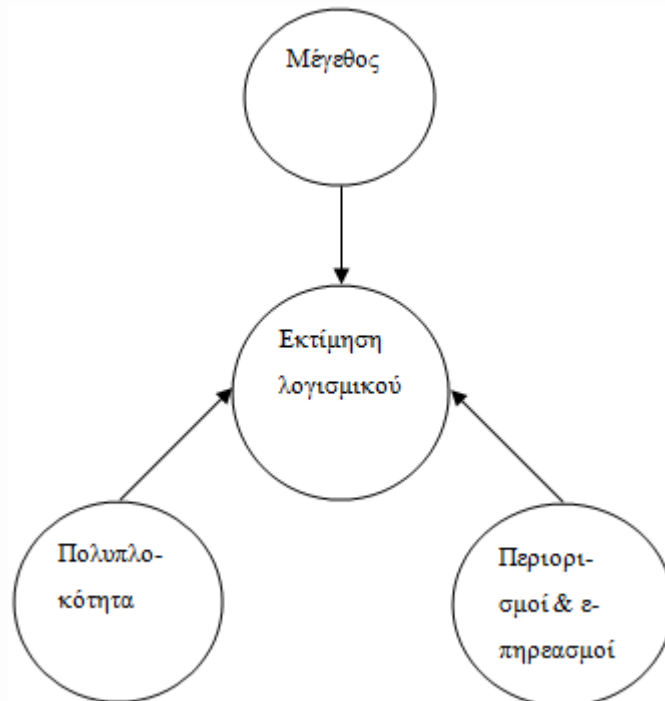 Μέγεθος
Εκτίμηση
λογισμικού
Πολυπλο-
κότητα
Περιορι-
σμοί & ε-
πηρεασμοί